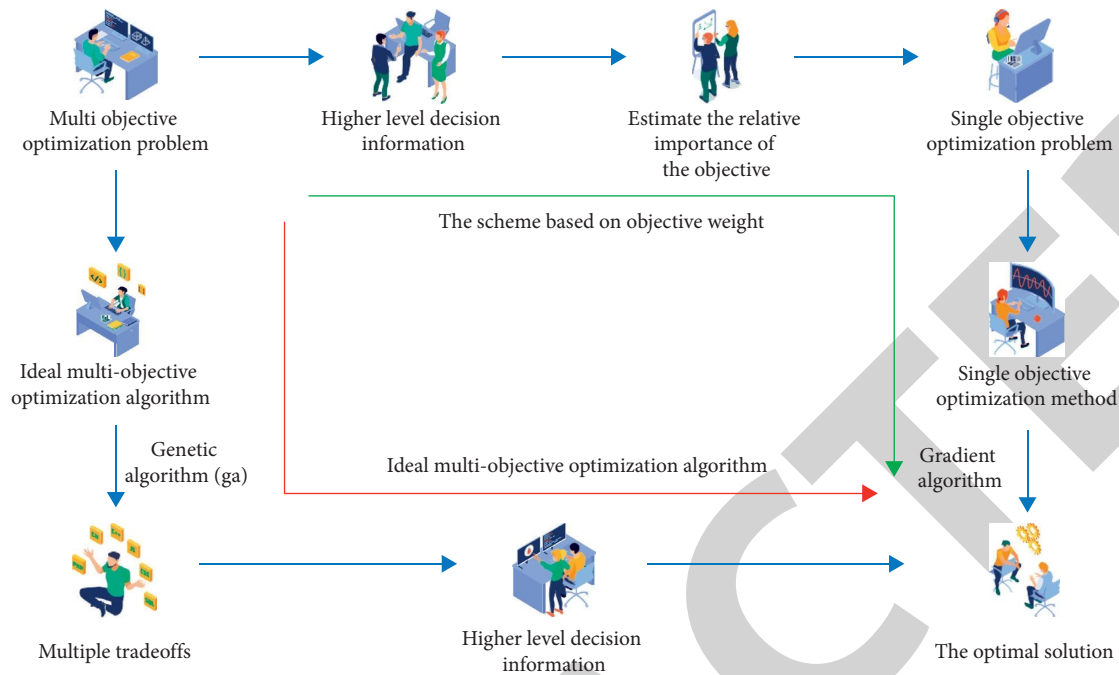 Multi objective
optimization problem
Higher level decision
information
Estimate the relative
importance of
the objective
Single objective
optimization problem
The scheme based on objective weight
Ideal multi-objective
optimization algorithm
Single objective
optimization method
Genetic
algorithm (ga)
Ideal multi-objective optimization algorithm
Gradient
algorithm
Multiple tradeoffs
Higher level decision
information
The optimal solution